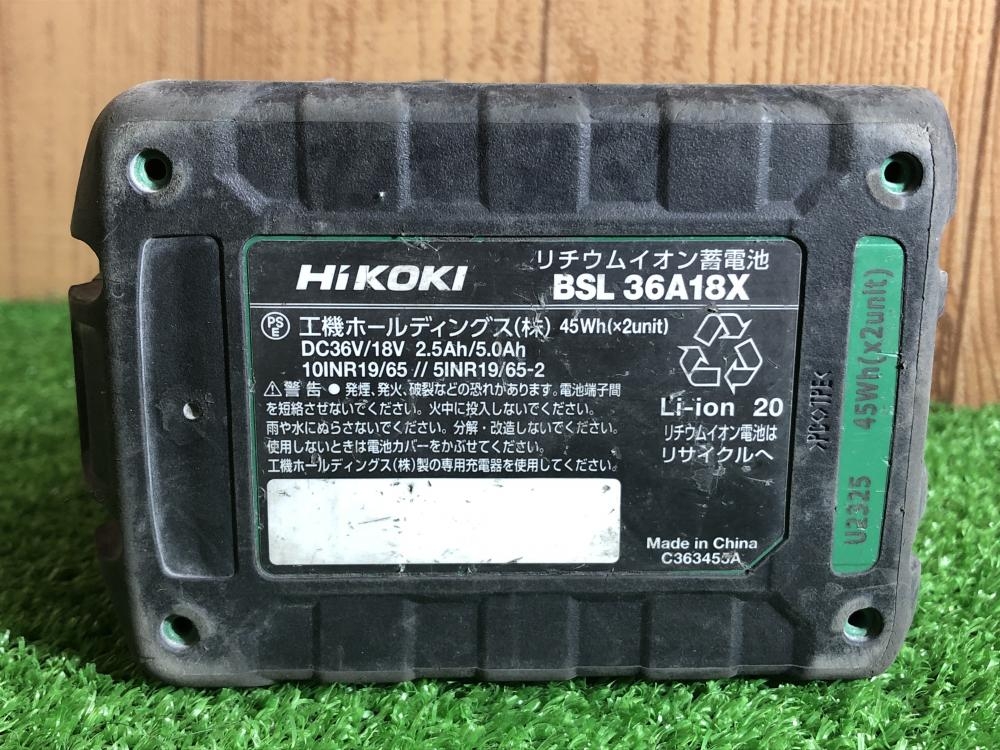 HiKOKI
リチウムイオン蓄電池
BSL 36A18X
PSE 工機ホールディングス(株) 45Wh(×2unit)
DC36V/18V 2.5Ah/5.0Ah
10INR19/65 // 5INR19/65-2
⚠警告 ● 発煙、発火、破裂などの恐れがあります。電池端子間
を短絡させないでください。火中に投入しないでください。
雨や水にぬらさないでください。分解・改造しないでください。
使用しないときは電池カバーをかぶせてください。
工機ホールディングス(株)製の専用充電器を使用してください。
Li-ion 20
リチウムイオン電池は
リサイクルへ
Made in China
C363455A
U2325 45Wh(x2unit)